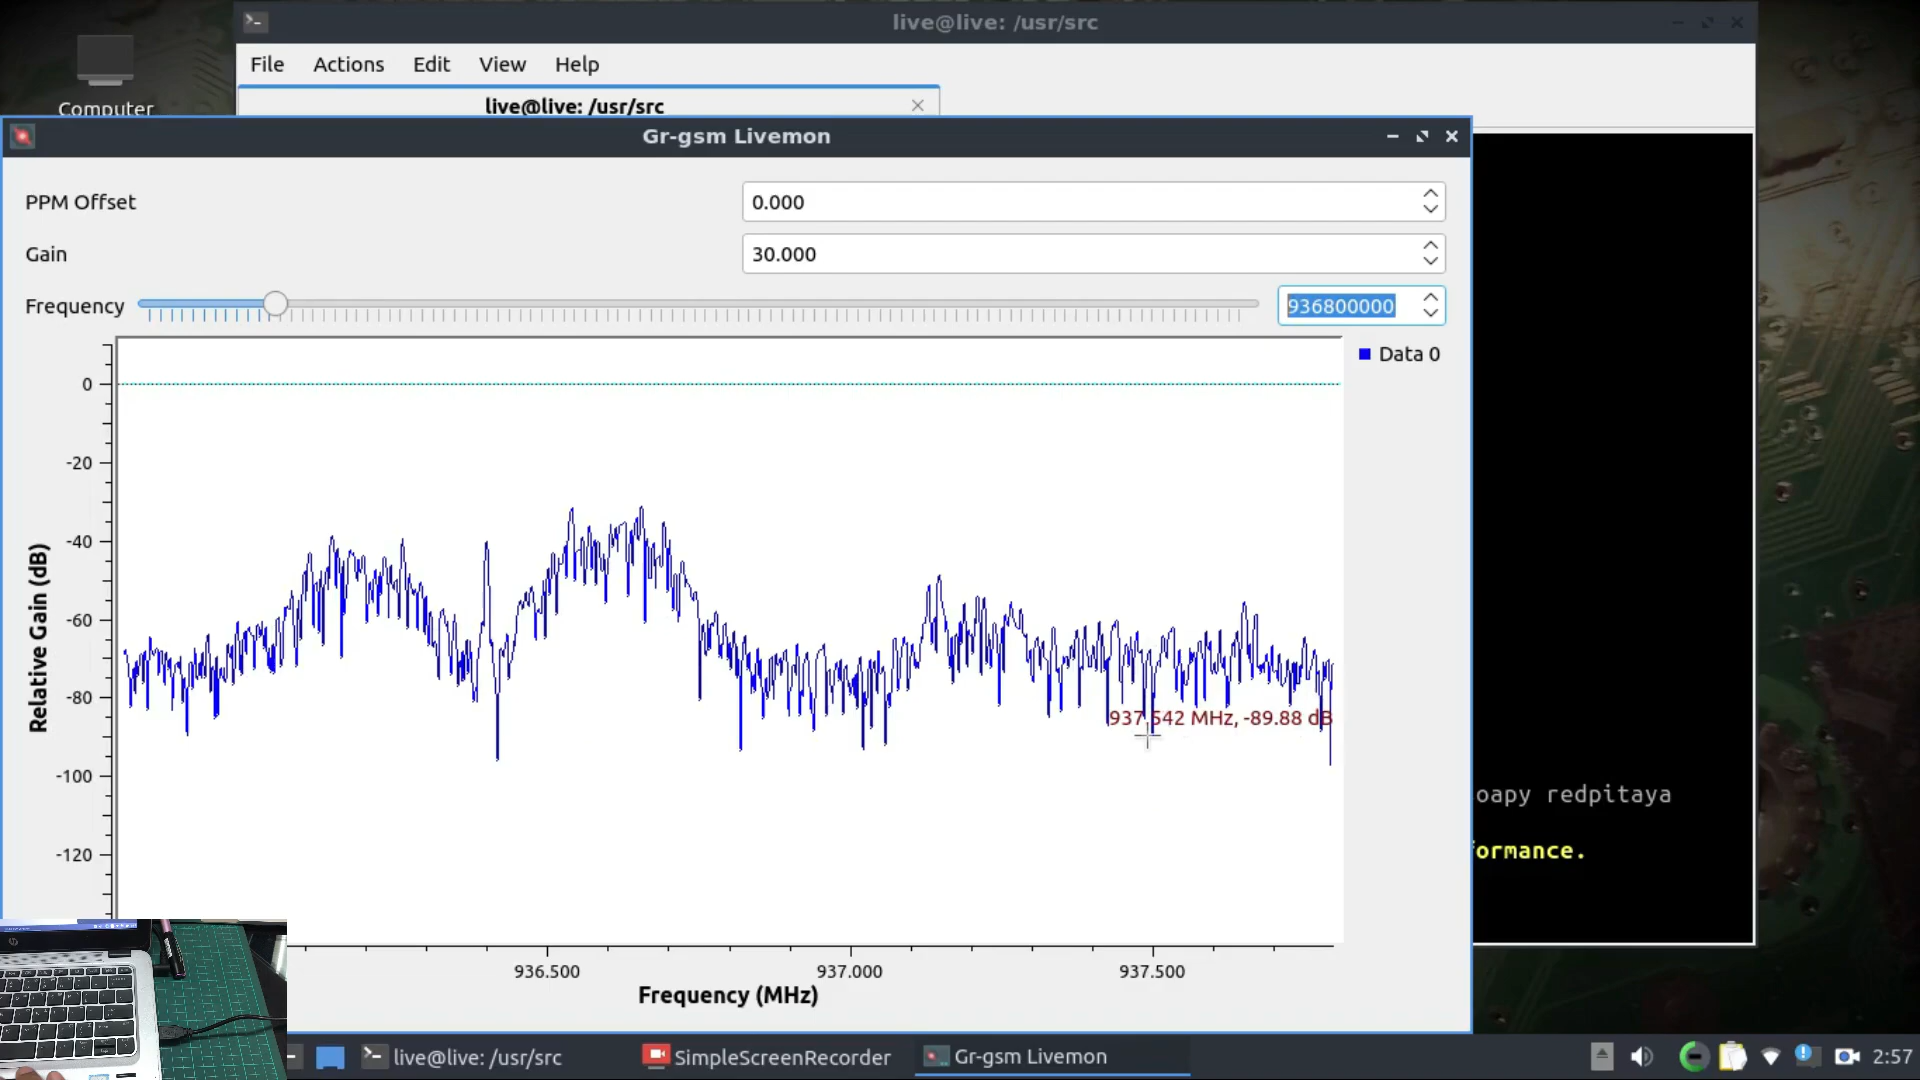 live@live: /usr/src
File Actions Edit View Help
Computer
live@live: /usr/src
Gr-gsm Livemon
PPM Offset 0.000
Gain 30.000
Frequency 936800000
Data 0
0
-20
-40
-60
-80
-100
-120
Relative Gain (dB)
937.542 MHz, -89.88 dB
936.500 937.000 937.500
Frequency (MHz)
oapy redpitaya
formance.
live@live: /usr/src SimpleScreenRecorder Gr-gsm Livemon 2:57